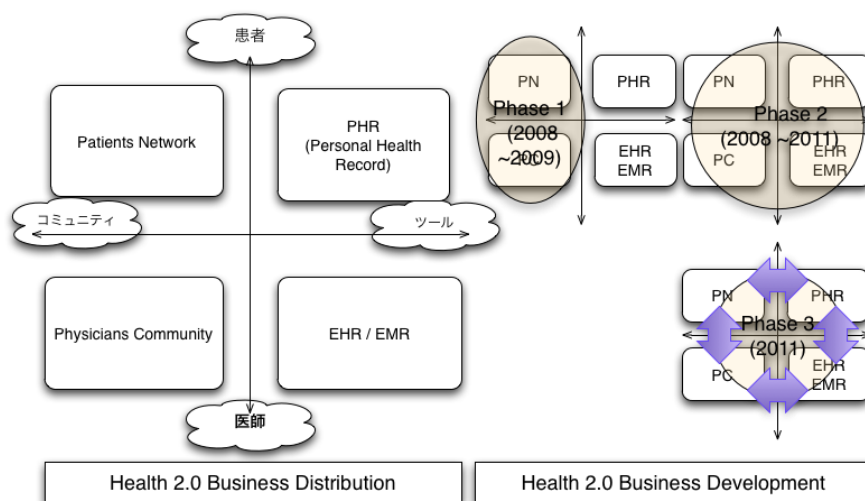 患者
Patients Network
PHR
(Personal Health
Record)
コミュニティ
ツール
Physicians Community
EHR / EMR
医師
Health 2.0 Business Distribution
PN
PHR
Phase 1
(2008
~2009)
PC
EHR
EMR
PN
PHR
Phase 2
(2008 ~2011)
PC
EHR
EMR
PN
PHR
Phase 3
(2011)
PC
EHR
EMR
Health 2.0 Business Development